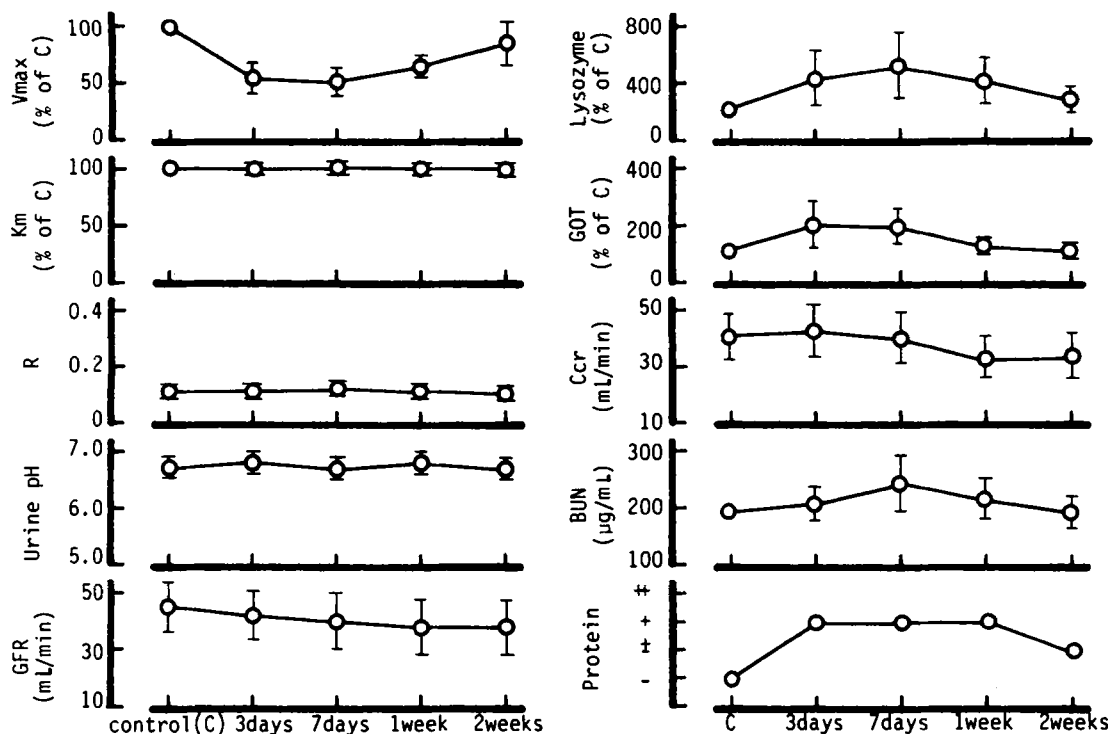 Vmax
(% of C)
100
50
0
Km
(% of C)
100
50
0
R
0.4
0.2
0
Urine pH
7.0
6.0
5.0
GFR
(mL/min)
50
30
10
control(C) 3days 7days 1week 2weeks
Lysozyme
(% of C)
800
400
0
GOT
(% of C)
400
200
0
Ccr
(mL/min)
50
30
10
BUN
(µg/mL)
300
200
100
Protein
⧺
+
±
-
C 3days 7days 1week 2weeks